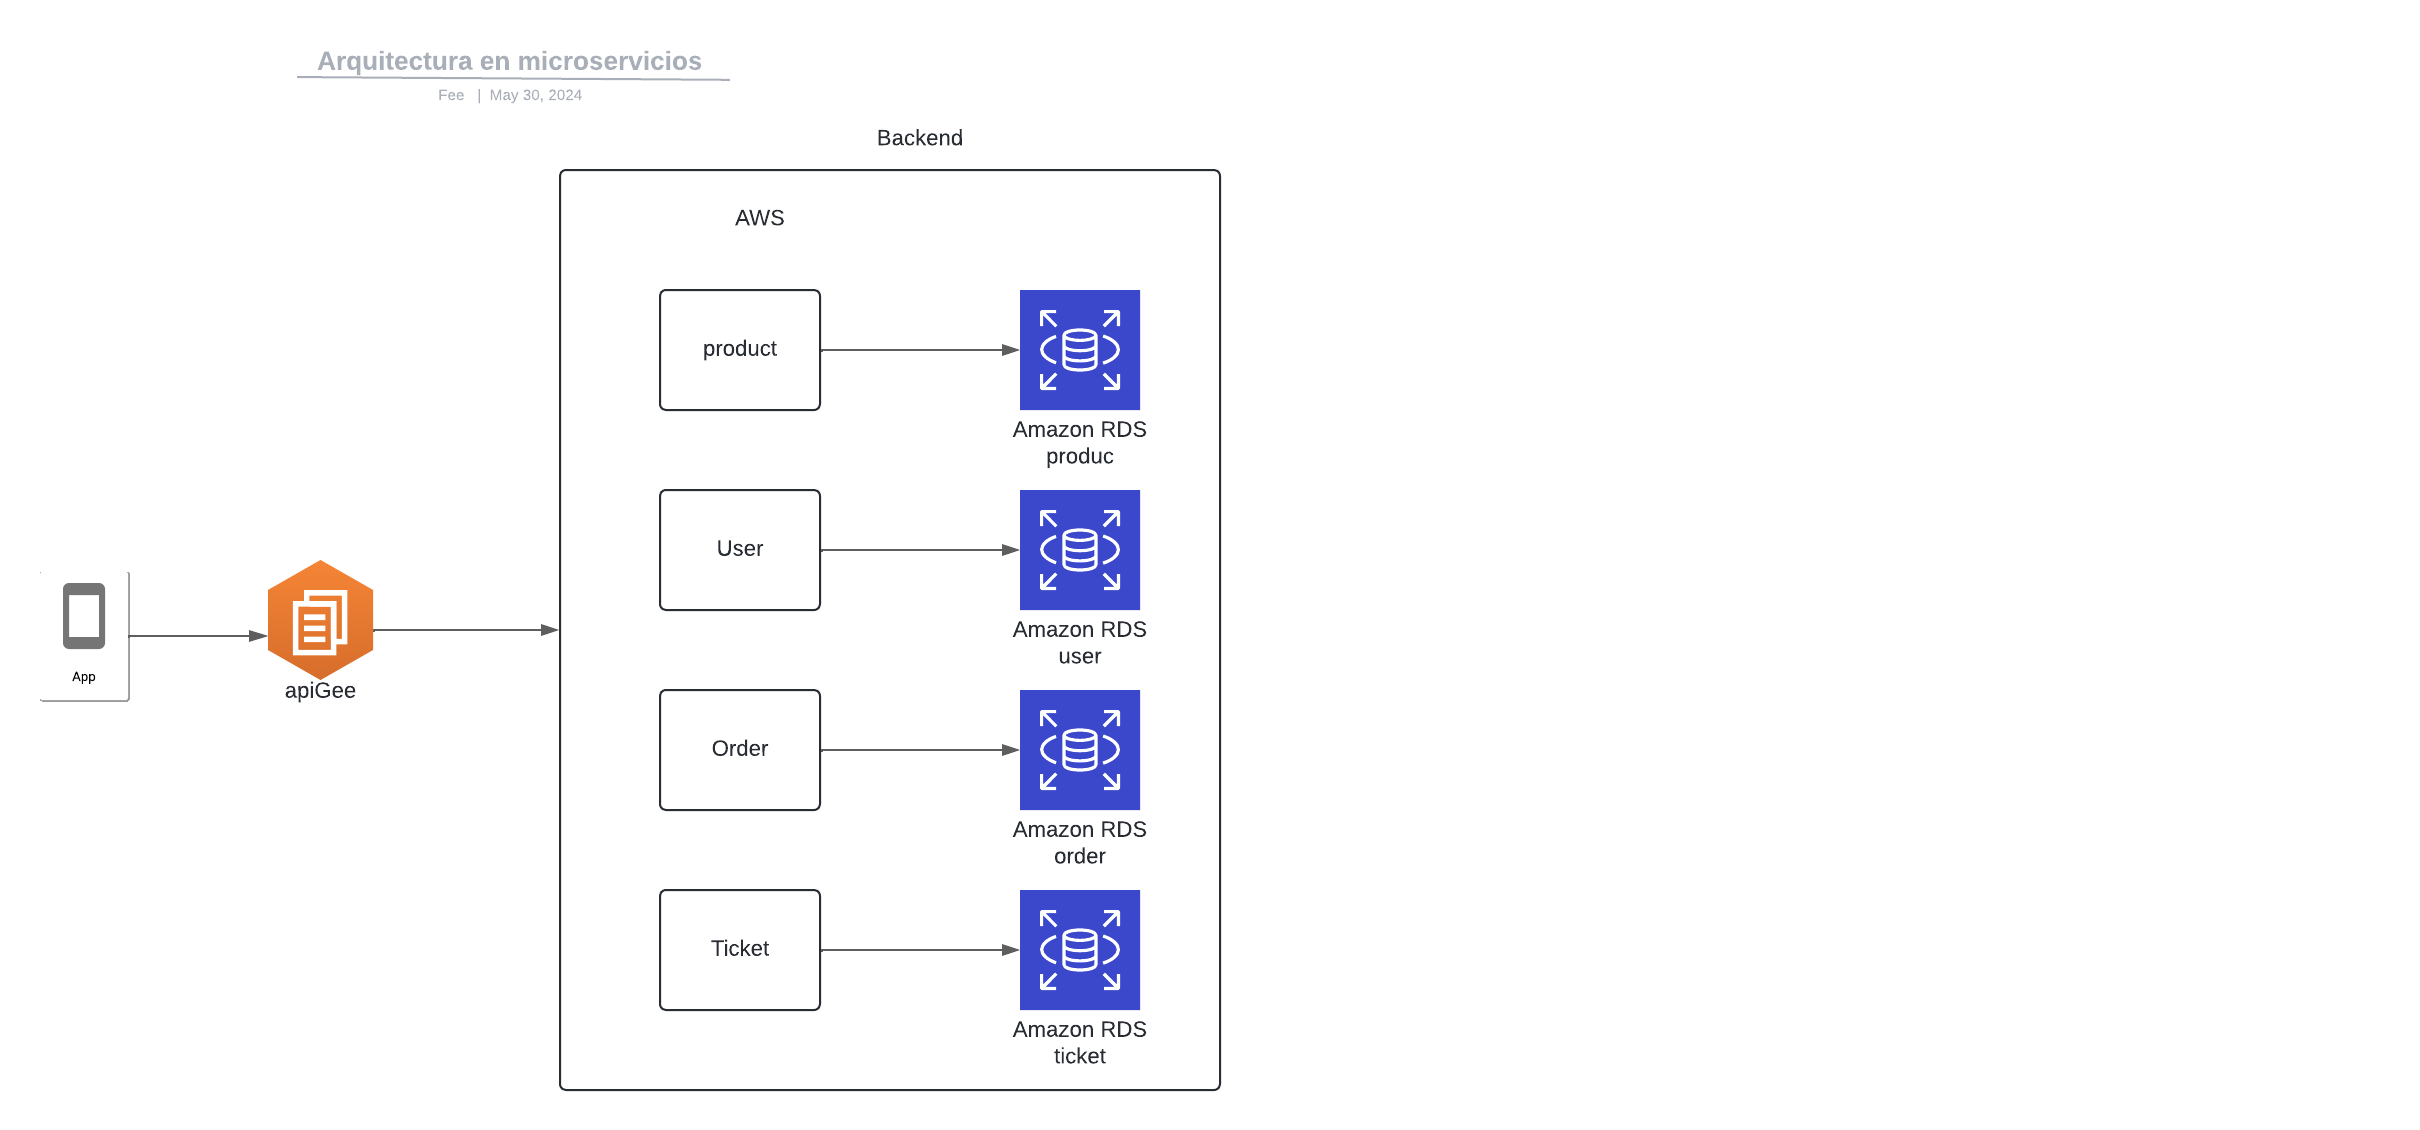 Arquitectura en microservicios
Fee | May 30, 2024
Backend
AWS
product
Amazon RDS
produc
User
Amazon RDS
user
App
apiGee
Order
Amazon RDS
order
Ticket
Amazon RDS
ticket